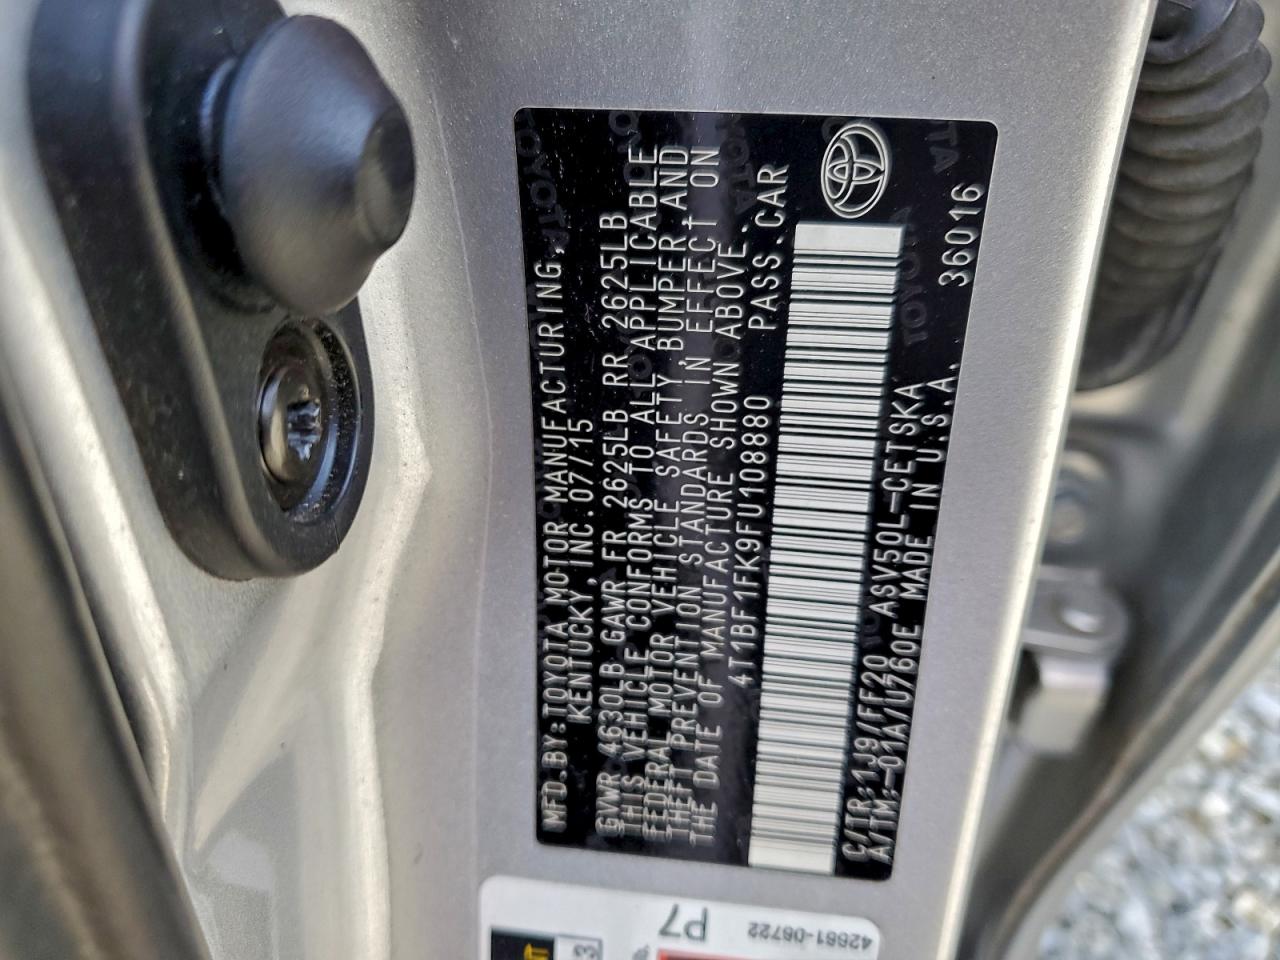 MFD.BY:TOYOTA MOTOR MANUFACTURING,
KENTUCKY, INC.07/15
GVWR 4630LB GAWR FR 2625LB RR 2625LB
THIS VEHICLE CONFORMS TO ALL APPLICABLE
FEDERAL MOTOR VEHICLE SAFETY,BUMPER AND
THEFT PREVENTION STANDARDS IN EFFECT ON
THE DATE OF MANUFACTURE SHOWN ABOVE.
4T1BF1FK9FU108880 PASS.CAR
C/TR:1J9/FF20 ASV50L-CETSKA
A/TM:-01A/U760E MADE IN U.S.A. 36016
P7
42661-06722
3